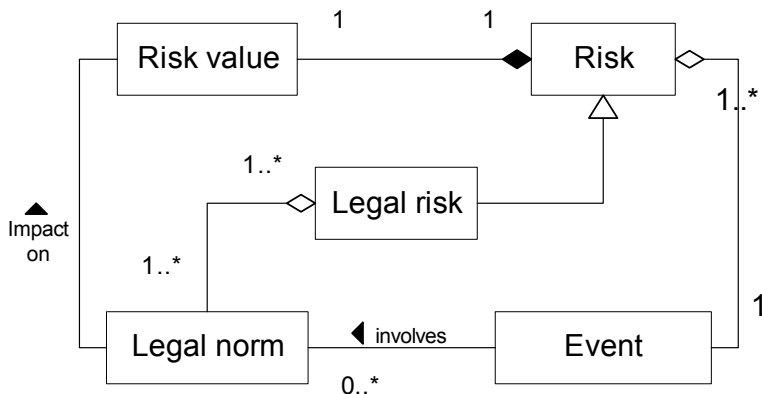 1
1
Risk value
Risk
1..*
1..*
Legal risk
Impact
on
1..*
1
involves
Legal norm
Event
0..*